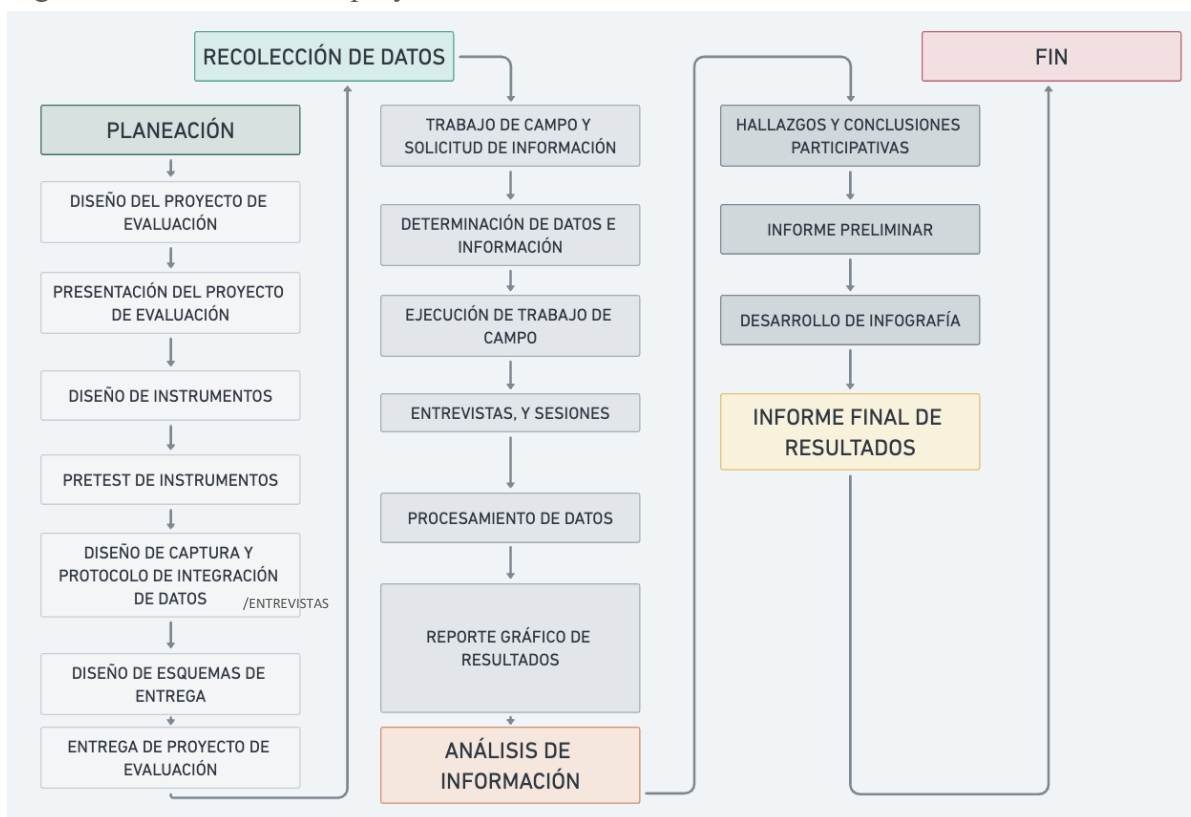 RECOLECCIÓN DE DATOS
FIN
PLANEACIÓN
DISEÑO DEL PROYECTO DE
EVALUACIÓN
PRESENTACIÓN DEL PROYECTO
DE EVALUACIÓN
DISEÑO DE INSTRUMENTOS
PRETEST DE INSTRUMENTOS
DISEÑO DE CAPTURA Y
PROTOCOLO DE INTEGRACIÓN
DE DATOS /ENTREVISTAS
DISEÑO DE ESQUEMAS DE
ENTREGA
ENTREGA DE PROYECTO DE
EVALUACIÓN
TRABAJO DE CAMPO Y
SOLICITUD DE INFORMACIÓN
DETERMINACIÓN DE DATOS E
INFORMACIÓN
EJECUCIÓN DE TRABAJO DE
CAMPO
ENTREVISTAS, Y SESIONES
PROCESAMIENTO DE DATOS
REPORTE GRÁFICO DE
RESULTADOS
ANÁLISIS DE
INFORMACIÓN
HALLAZGOS Y CONCLUSIONES
PARTICIPATIVAS
INFORME PRELIMINAR
DESARROLLO DE INFOGRAFÍA
INFORME FINAL DE
RESULTADOS